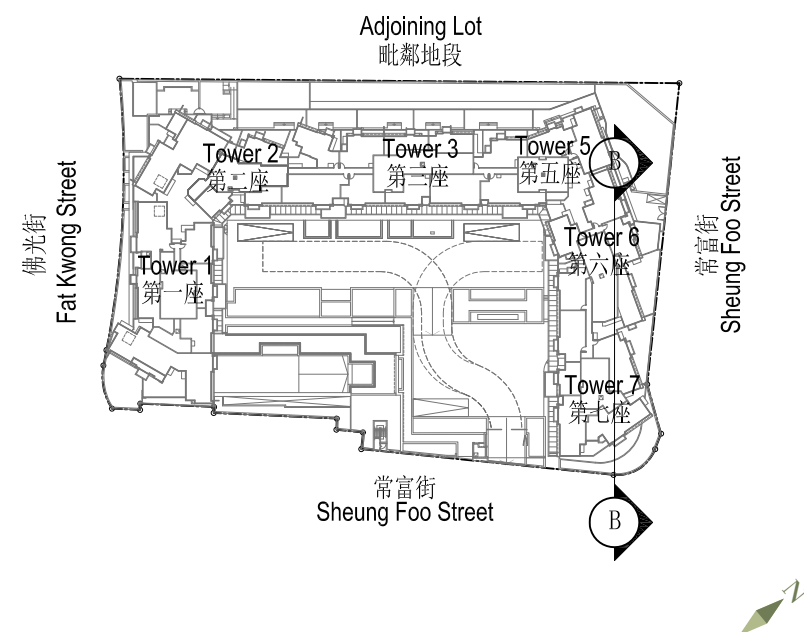 Adjoining Lot
毗鄰地段
Tower 2
第二座
Tower 3
第三座
Tower 5
第五座
B
佛光街
Fat Kwong Street
常富街
Sheung Foo Street
Tower 1
第一座
Tower 6
第六座
Tower 7
第七座
常富街
Sheung Foo Street
B
N